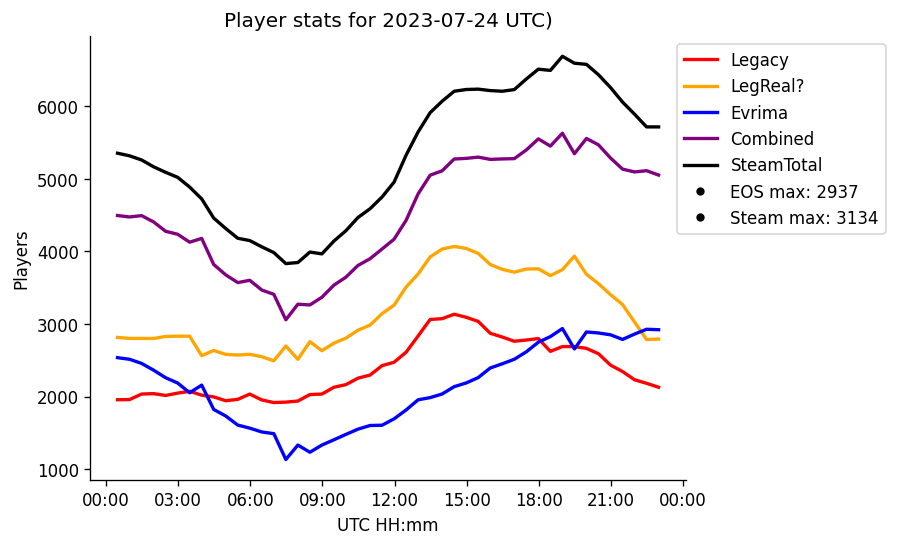 Player stats for 2023-07-24 UTC)
Legacy
LegReal?
Evrima
Combined
SteamTotal
EOS max: 2937
Steam max: 3134
Players
6000
5000
4000
3000
2000
1000
00:00 03:00 06:00 09:00 12:00 15:00 18:00 21:00 00:00
UTC HH:mm